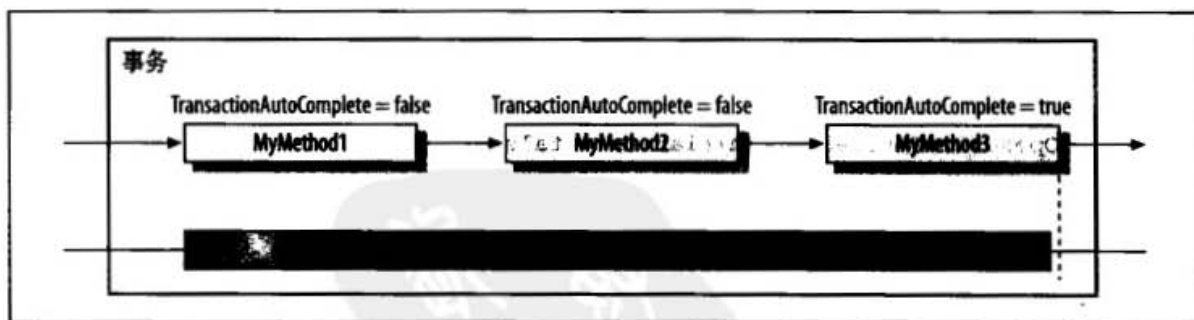 事务
TransactionAutoComplete = false
TransactionAutoComplete = false
TransactionAutoComplete = true
MyMethod1
MyMethod2
MyMethod3